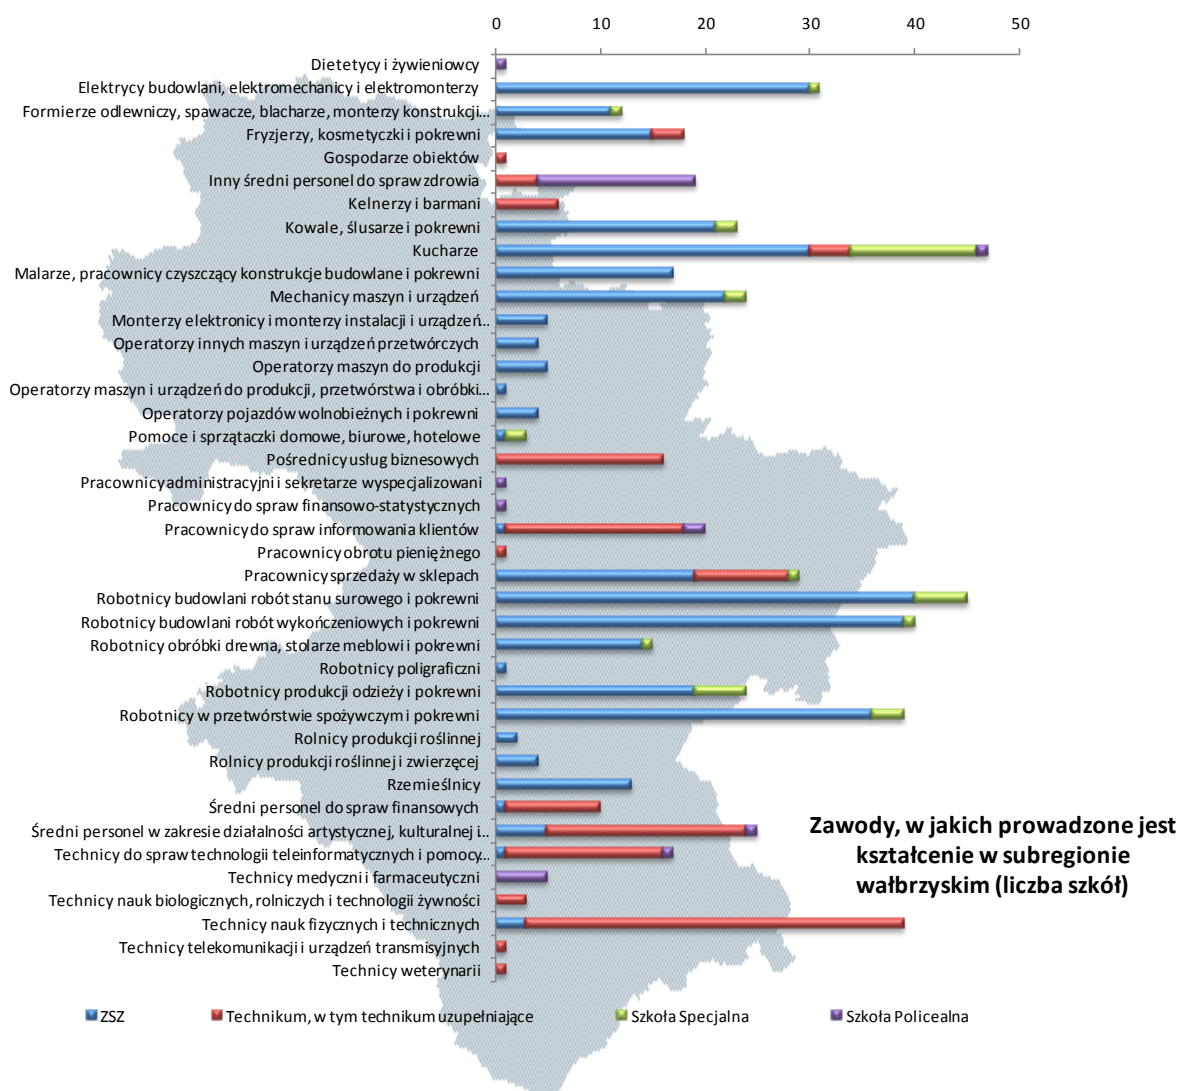 0 10 20 30 40 50
Dietetycy i żywieniowcy
Elektrycy budowlani, elektromechanicy i elektromonterzy
Formierze odlewniczy, spawacze, blacharze, monterzy konstrukcji...
Fryzjerzy, kosmetyczki i pokrewni
Gospodarze obiektów
Inny średni personel do spraw zdrowia
Kelnerzy i barmani
Kowale, ślusarze i pokrewni
Kucharze
Malarze, pracownicy czyszczący konstrukcje budowlane i pokrewni
Mechanicy maszyn i urządzeń
Monterzy elektronicy i monterzy instalacji i urządzeń...
Operatorzy innych maszyn i urządzeń przetwórczych
Operatorzy maszyn do produkcji
Operatorzy maszyn i urządzeń do produkcji, przetwórstwa i obróbki...
Operatorzy pojazdów wolnobieżnych i pokrewni
Pomoce i sprzątaczki domowe, biurowe, hotelowe
Pośrednicy usług biznesowych
Pracownicy administracyjni i sekretarze wyspecjalizowani
Pracownicy do spraw finansowo-statystycznych
Pracownicy do spraw informowania klientów
Pracownicy obrotu pieniężnego
Pracownicy sprzedaży w sklepach
Robotnicy budowlani robót stanu surowego i pokrewni
Robotnicy budowlani robót wykończeniowych i pokrewni
Robotnicy obróbki drewna, stolarze meblowi i pokrewni
Robotnicy poligraficzni
Robotnicy produkcji odzieży i pokrewni
Robotnicy w przetwórstwie spożywczym i pokrewni
Rolnicy produkcji roślinnej
Rolnicy produkcji roślinnej i zwierzęcej
Rzemieślnicy
Średni personel do spraw finansowych
Średni personel w zakresie działalności artystycznej, kulturalnej i...
Technicy do spraw technologii teleinformatycznych i pomocy...
Technicy medyczni i farmaceutyczni
Technicy nauk biologicznych, rolniczych i technologii żywności
Technicy nauk fizycznych i technicznych
Technicy telekomunikacji i urządzeń transmisyjnych
Technicy weterynarii
Zawody, w jakich prowadzone jest
kształcenie w subregionie
wałbrzyskim (liczba szkół)
ZSZ Technikum, w tym technikum uzupełniające Szkoła Specjalna Szkoła Policealna